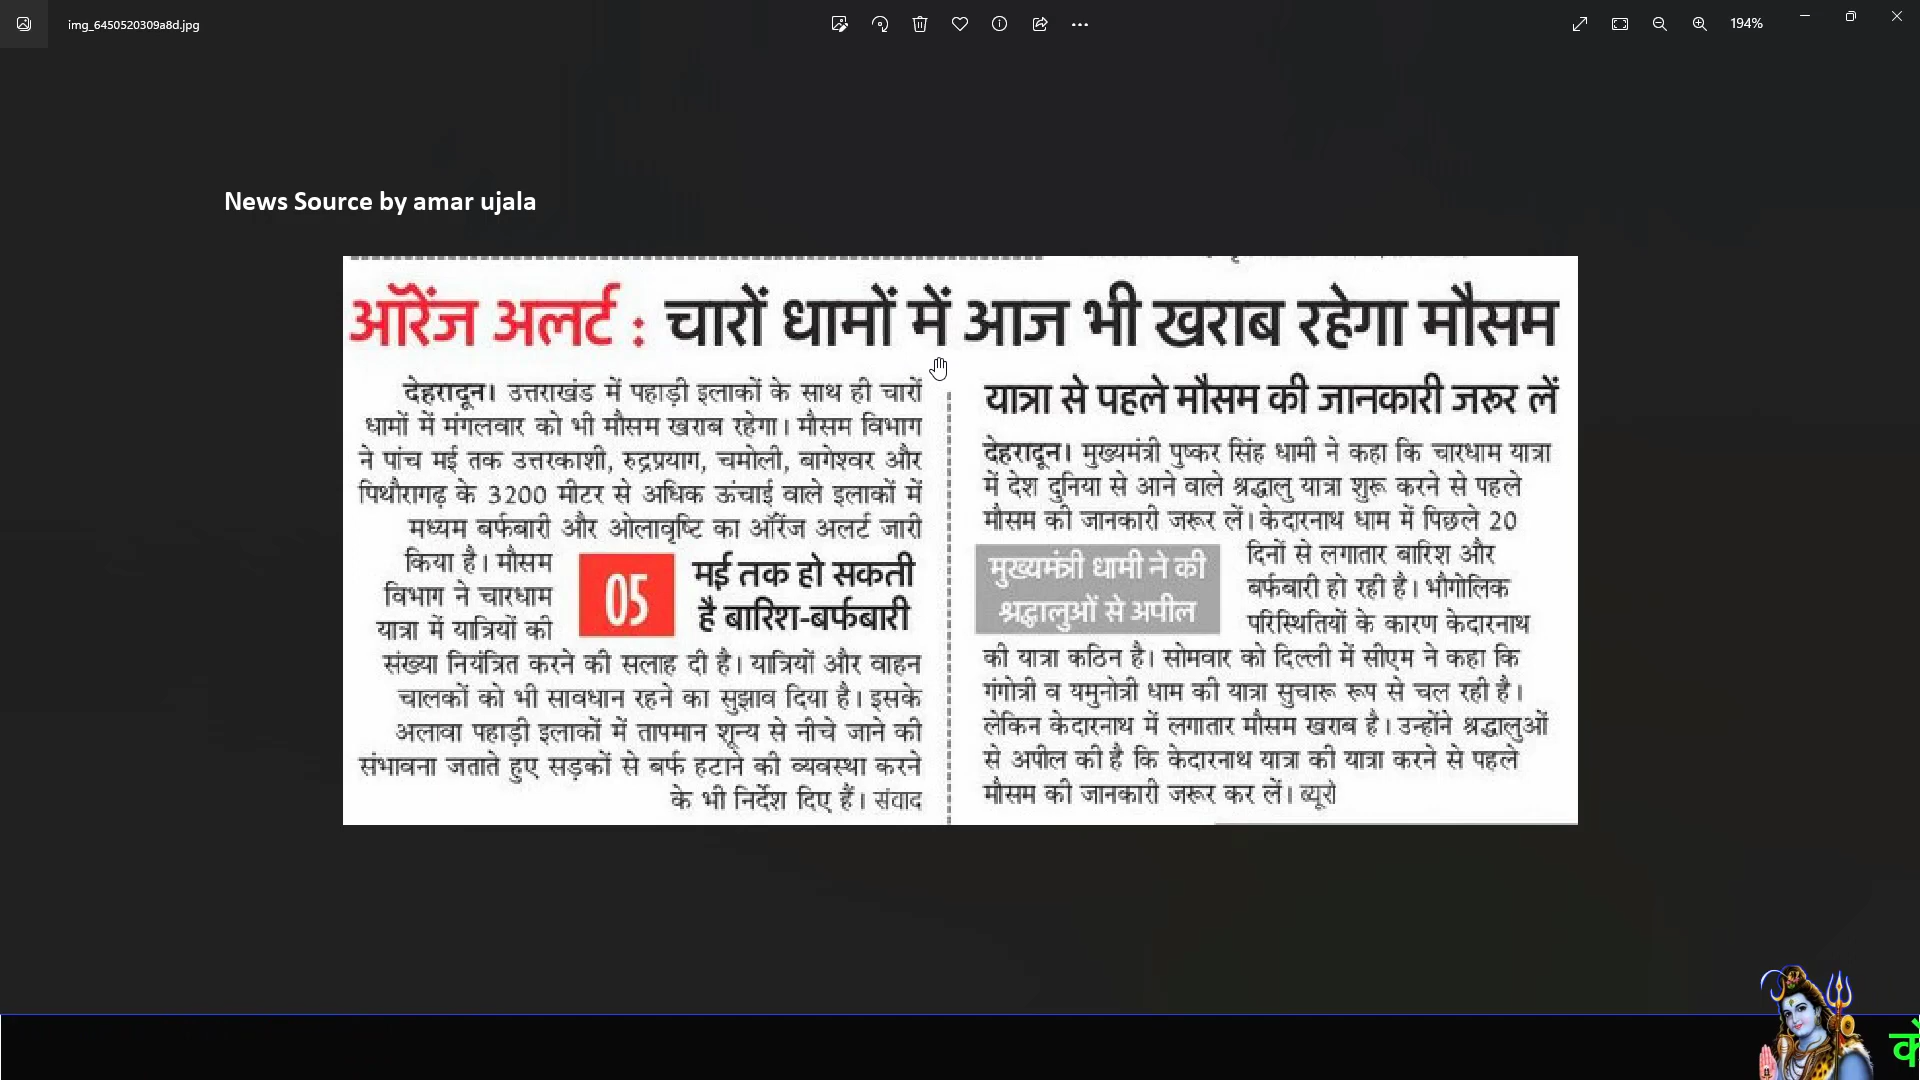 img_6450520309a8d.jpg
194%
News Source by amar ujala
ऑरेंज अलर्ट : चारों धामों में आज भी खराब रहेगा मौसम
देहरादून। उत्तराखंड में पहाड़ी इलाकों के साथ ही चारों
धामों में मंगलवार को भी मौसम खराब रहेगा। मौसम विभाग
ने पांच मई तक उत्तरकाशी, रुद्रप्रयाग, चमोली, बागेश्वर और
पिथौरागढ़ के 3200 मीटर से अधिक ऊंचाई वाले इलाकों में
मध्यम बर्फबारी और ओलावृष्टि का ऑरेंज अलर्ट जारी
किया है। मौसम
विभाग ने चारधाम
यात्रा में यात्रियों की
05
मई तक हो सकती
है बारिश-बर्फबारी
संख्या नियंत्रित करने की सलाह दी है। यात्रियों और वाहन
चालकों को भी सावधान रहने का सुझाव दिया है। इसके
अलावा पहाड़ी इलाकों में तापमान शून्य से नीचे जाने की
संभावना जताते हुए सड़कों से बर्फ हटाने की व्यवस्था करने
के भी निर्देश दिए हैं। संवाद
यात्रा से पहले मौसम की जानकारी जरूर लें
देहरादून। मुख्यमंत्री पुष्कर सिंह धामी ने कहा कि चारधाम यात्रा
में देश दुनिया से आने वाले श्रद्धालु यात्रा शुरू करने से पहले
मौसम की जानकारी जरूर लें। केदारनाथ धाम में पिछले 20
मुख्यमंत्री धामी ने की
श्रद्धालुओं से अपील
दिनों से लगातार बारिश और
बर्फबारी हो रही है। भौगोलिक
परिस्थितियों के कारण केदारनाथ
की यात्रा कठिन है। सोमवार को दिल्ली में सीएम ने कहा कि
गंगोत्री व यमुनोत्री धाम की यात्रा सुचारू रूप से चल रही है।
लेकिन केदारनाथ में लगातार मौसम खराब है। उन्होंने श्रद्धालुओं
से अपील की है कि केदारनाथ यात्रा की यात्रा करने से पहले
मौसम की जानकारी जरूर कर लें। ब्यूरो